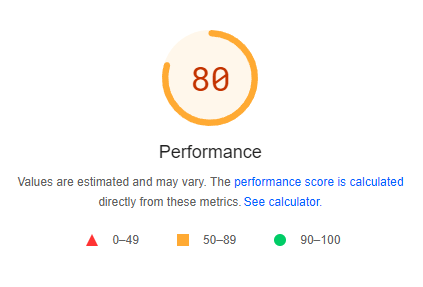 80
Performance
Values are estimated and may vary. The performance score is calculated
directly from these metrics. See calculator.
0–49 50–89 90–100